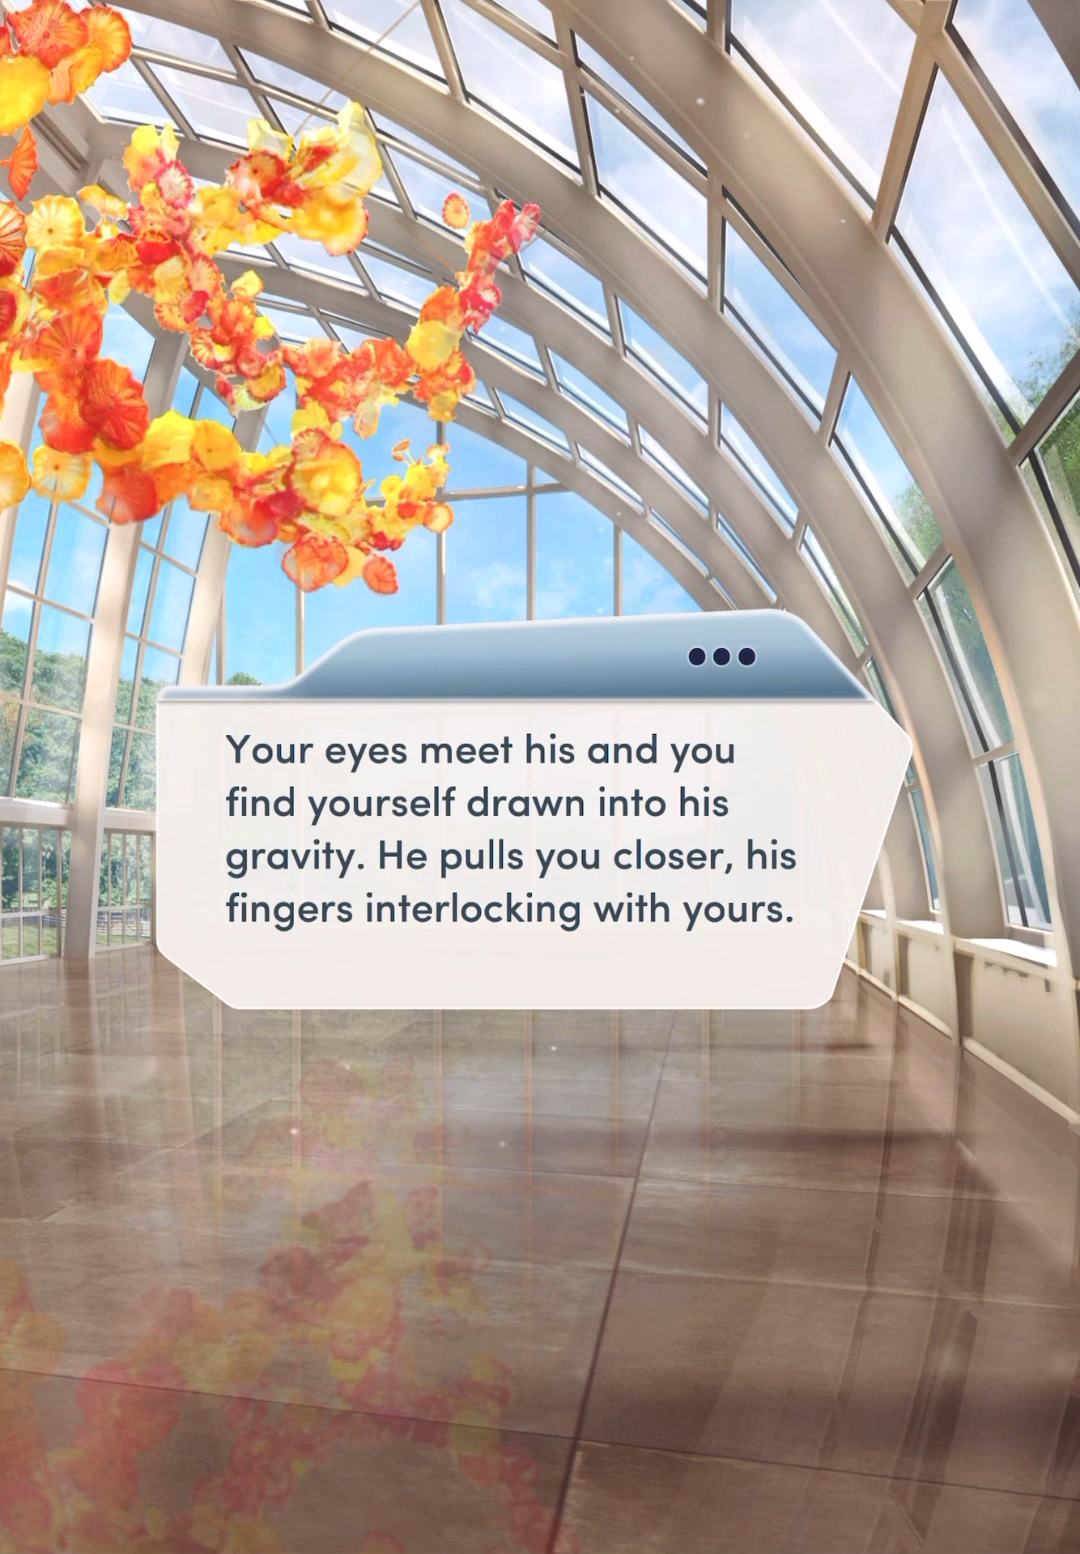 Your eyes meet his and you
find yourself drawn into his
gravity. He pulls you closer, his
fingers interlocking with yours.